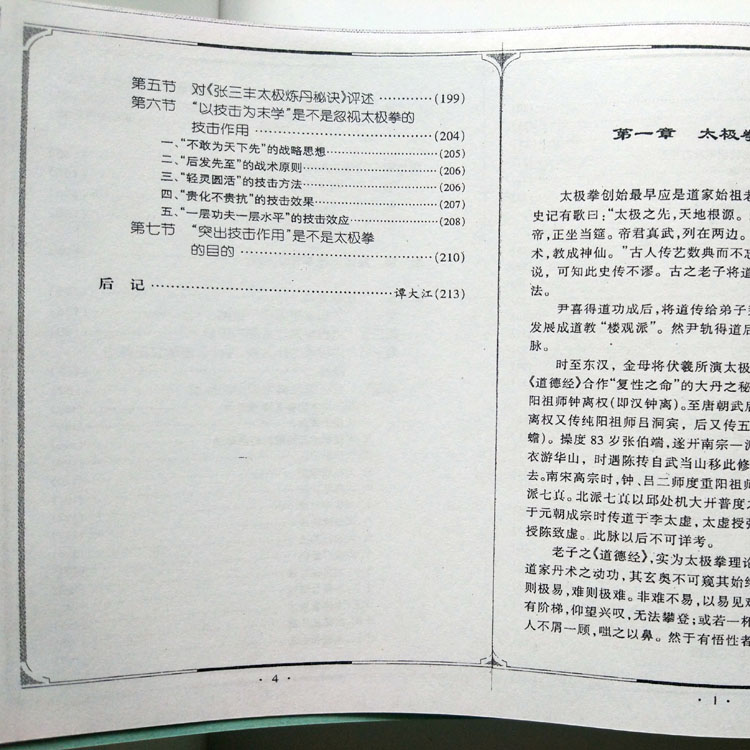 第五节 对《张三丰太极炼丹秘诀》评述…………(199)
第六节 “以技击为末学”是不是忽视太极拳的
技击作用…………………………(204)
一、“不敢为天下先”的战略思想…………………(205)
二、“后发先至”的战术原则………………………(206)
三、“轻灵圆活”的技击方法………………………(206)
四、“贵化不贵抗”的技击效果……………………(207)
五、“一层功夫一层水平”的技击效应……………(208)
第七节 “突出技击作用”是不是太极拳
的目的……………………………(210)
后 记………………………………………谭大江(213)
· 4 ·
第一章 太极拳
太极拳创始最早应是道家始祖老
史记有歌曰：“太极之先，天地根源。
帝，正坐当筵。帝君真武，列在两边。
术，教成神仙。”古人传艺数典而不忘
说，可知此史传不谬。古之老子将道
法。
尹喜得道功成后，将道传给弟子
发展成道教“楼观派”。然尹轨得道后
脉。
时至东汉，金母将伏羲所演太极
《道德经》合作“复性之命”的大丹之秘
阳祖师钟离权(即汉钟离)。至唐朝武后
离权又传纯阳祖师吕洞宾，后又传五
蟾)。操度83岁张伯端，遂开南宗一派
衣游华山，时遇陈抟自武当山移此修
去。南宋高宗时，钟、吕二师度重阳祖师
派七真。北派七真以邱处机大开普度之
于元朝成宗时传道于李太虚，太虚授张
授陈致虚。此脉以后不可详考。
老子之《道德经》，实为太极拳理论
道家丹术之动功，其玄奥不可窥其始终
则极易，难则极难。非难不易，以易见难
有阶梯，仰望兴叹，无法攀登；或若一杯
人不屑一顾，嗤之以鼻。然于有悟性者
· 1 ·